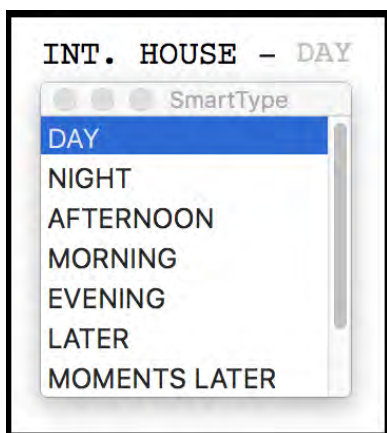 INT. HOUSE - DAY
SmartType
DAY
NIGHT
AFTERNOON
MORNING
EVENING
LATER
MOMENTS LATER